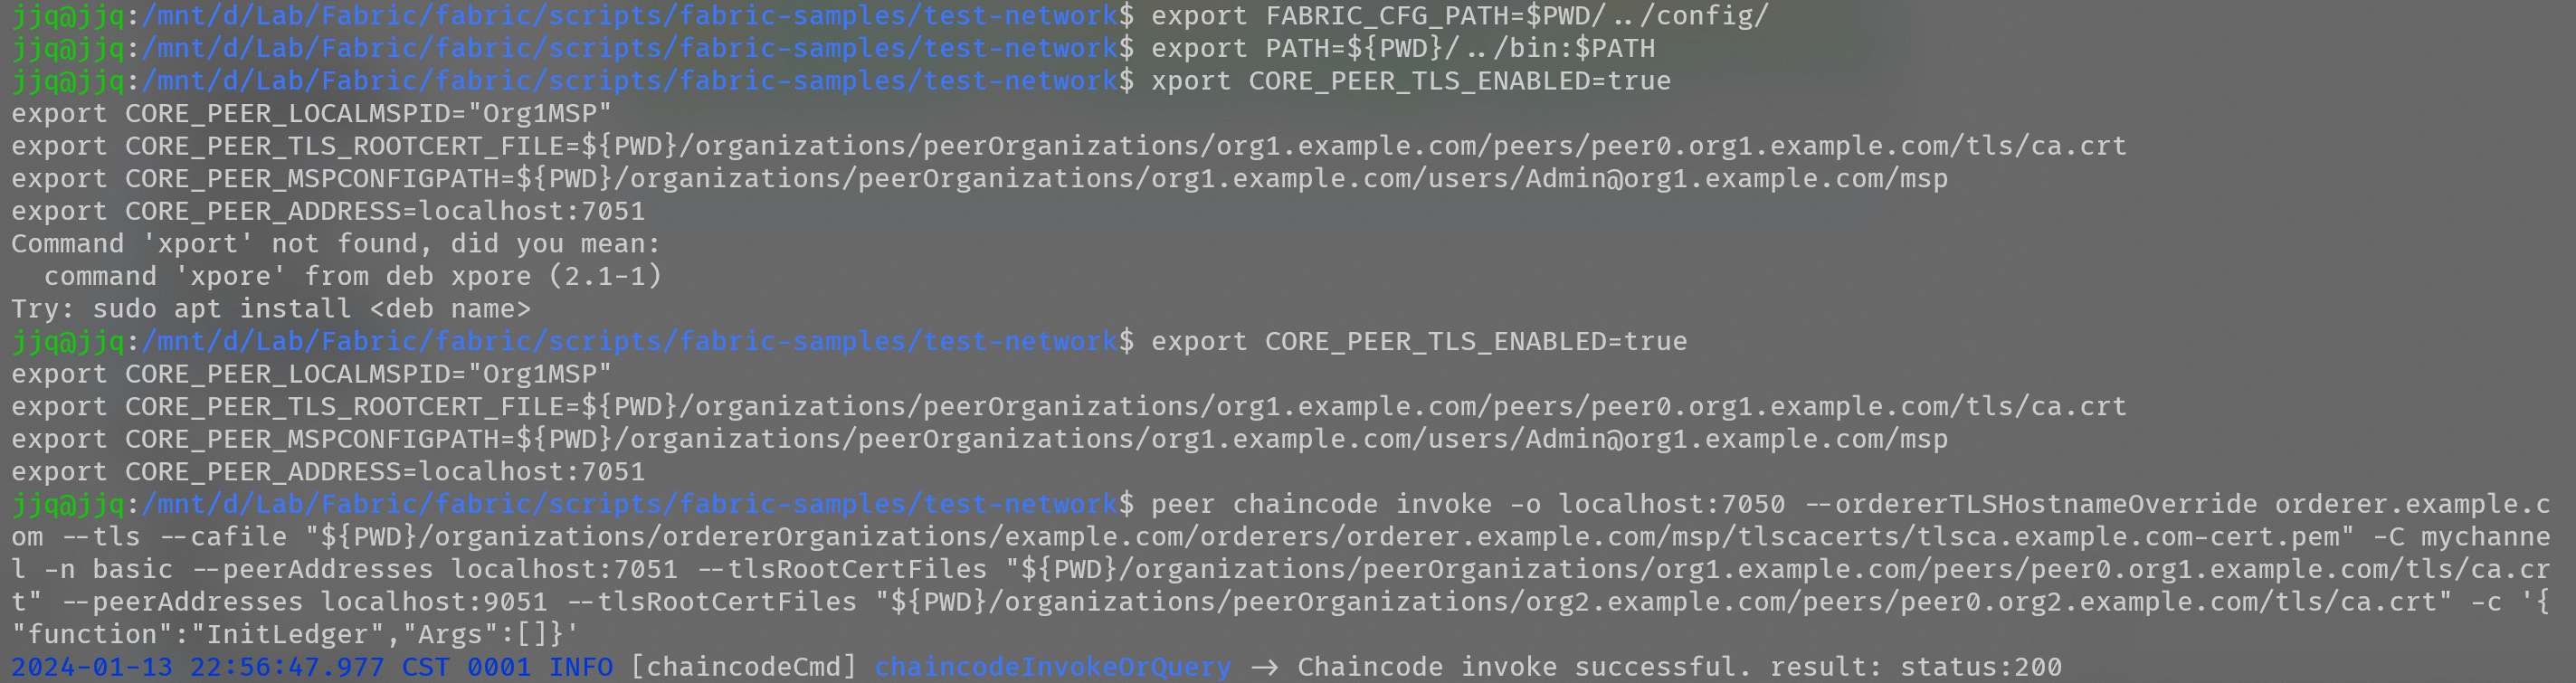 jjq@jjq:/mnt/d/Lab/Fabric/fabric/scripts/fabric-samples/test-network$ export FABRIC_CFG_PATH=$PWD/../config/
jjq@jjq:/mnt/d/Lab/Fabric/fabric/scripts/fabric-samples/test-network$ export PATH=${PWD}/../bin:$PATH
jjq@jjq:/mnt/d/Lab/Fabric/fabric/scripts/fabric-samples/test-network$ xport CORE_PEER_TLS_ENABLED=true
export CORE_PEER_LOCALMSPID="Org1MSP"
export CORE_PEER_TLS_ROOTCERT_FILE=${PWD}/organizations/peerOrganizations/org1.example.com/peers/peer0.org1.example.com/tls/ca.crt
export CORE_PEER_MSPCONFIGPATH=${PWD}/organizations/peerOrganizations/org1.example.com/users/Admin@org1.example.com/msp
export CORE_PEER_ADDRESS=localhost:7051
Command 'xport' not found, did you mean:
  command 'xpore' from deb xpore (2.1-1)
Try: sudo apt install <deb name>
jjq@jjq:/mnt/d/Lab/Fabric/fabric/scripts/fabric-samples/test-network$ export CORE_PEER_TLS_ENABLED=true
export CORE_PEER_LOCALMSPID="Org1MSP"
export CORE_PEER_TLS_ROOTCERT_FILE=${PWD}/organizations/peerOrganizations/org1.example.com/peers/peer0.org1.example.com/tls/ca.crt
export CORE_PEER_MSPCONFIGPATH=${PWD}/organizations/peerOrganizations/org1.example.com/users/Admin@org1.example.com/msp
export CORE_PEER_ADDRESS=localhost:7051
jjq@jjq:/mnt/d/Lab/Fabric/fabric/scripts/fabric-samples/test-network$ peer chaincode invoke -o localhost:7050 --ordererTLSHostnameOverride orderer.example.c
om --tls --cafile "${PWD}/organizations/ordererOrganizations/example.com/orderers/orderer.example.com/msp/tlscacerts/tlsca.example.com-cert.pem" -C mychanne
l -n basic --peerAddresses localhost:7051 --tlsRootCertFiles "${PWD}/organizations/peerOrganizations/org1.example.com/peers/peer0.org1.example.com/tls/ca.cr
t" --peerAddresses localhost:9051 --tlsRootCertFiles "${PWD}/organizations/peerOrganizations/org2.example.com/peers/peer0.org2.example.com/tls/ca.crt" -c '{
"function":"InitLedger","Args":[]}'
2024-01-13 22:56:47.977 CST 0001 INFO [chaincodeCmd] chaincodeInvokeOrQuery -> Chaincode invoke successful. result: status:200